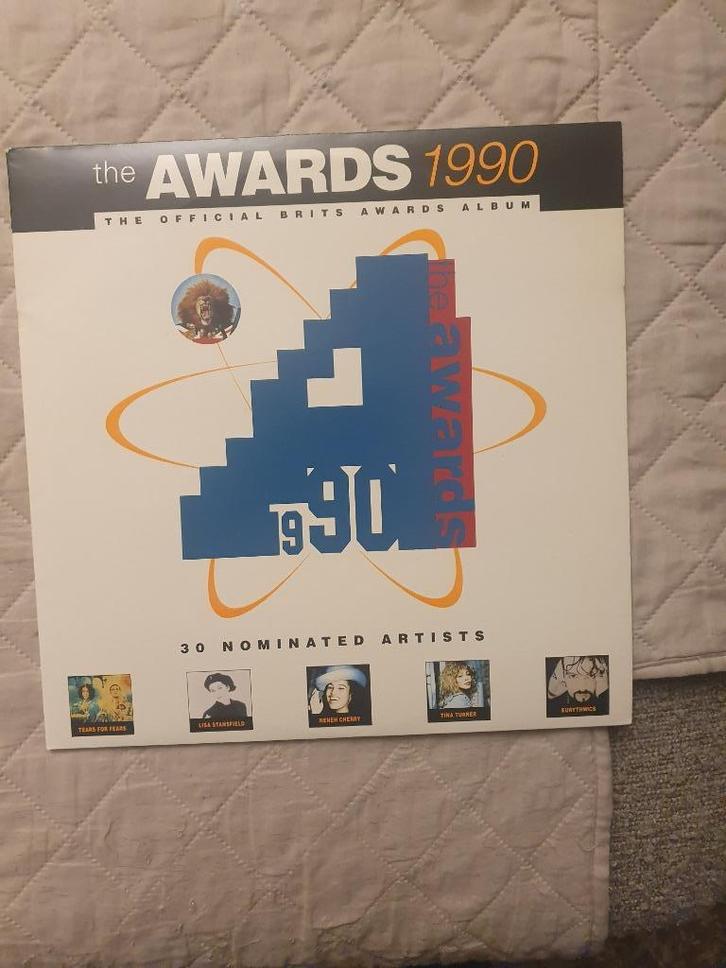 the AWARDS 1990
THE OFFICIAL BRITS AWARDS ALBUM
the awards
1990
30 NOMINATED ARTISTS
TEARS FOR FEARS
LISA STANSFIELD
NENEH CHERRY
TINA TURNER
EURYTHMICS